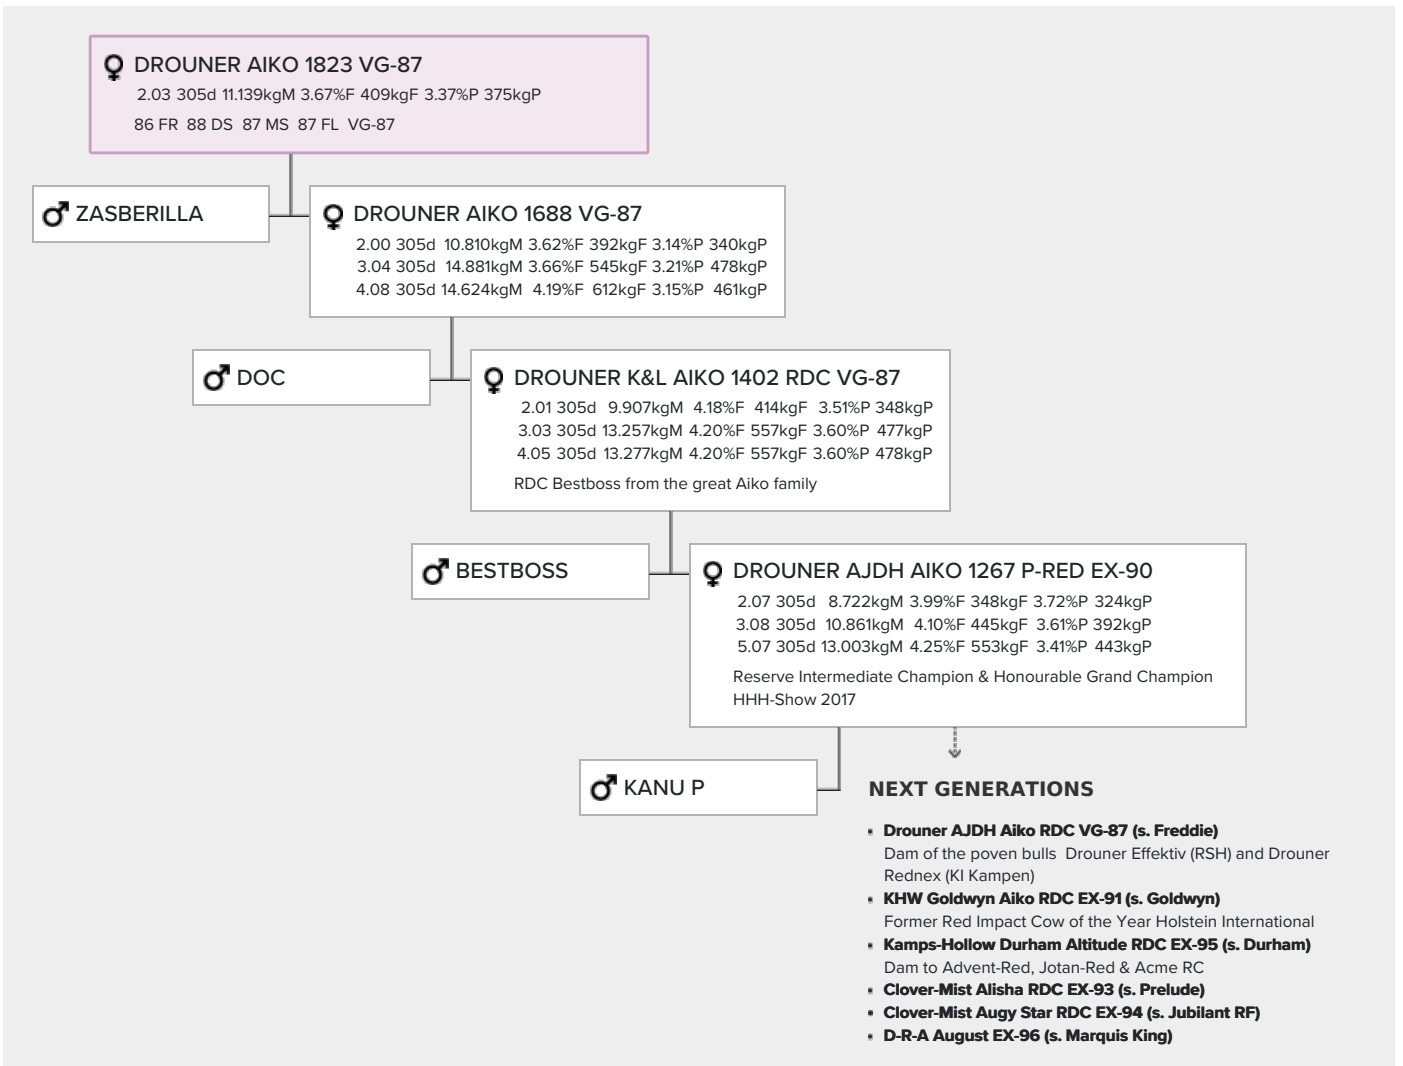 DROUNER AIKO 1823 VG-87
2.03 305d 11.139kgM 3.67%F 409kgF 3.37%P 375kgP
86 FR 88 DS 87 MS 87 FL VG-87
ZASBERILLA
DROUNER AIKO 1688 VG-87
2.00 305d 10.810kgM 3.62%F 392kgF 3.14%P 340kgP
3.04 305d 14.881kgM 3.66%F 545kgF 3.21%P 478kgP
4.08 305d 14.624kgM 4.19%F 612kgF 3.15%P 461kgP
DOC
DROUNER K&L AIKO 1402 RDC VG-87
2.01 305d 9.907kgM 4.18%F 414kgF 3.51%P 348kgP
3.03 305d 13.257kgM 4.20%F 557kgF 3.60%P 477kgP
4.05 305d 13.277kgM 4.20%F 557kgF 3.60%P 478kgP
RDC Bestboss from the great Aiko family
BESTBOSS
DROUNER AJDH AIKO 1267 P-RED EX-90
2.07 305d 8.722kgM 3.99%F 348kgF 3.72%P 324kgP
3.08 305d 10.861kgM 4.10%F 445kgF 3.61%P 392kgP
5.07 305d 13.003kgM 4.25%F 553kgF 3.41%P 443kgP
Reserve Intermediate Champion & Honourable Grand Champion
HHH-Show 2017
KANU P
NEXT GENERATIONS
Drouner AJDH Aiko RDC VG-87 (s. Freddie)
Dam of the poven bulls Drouner Effektiv (RSH) and Drouner
Rednex (KI Kampen)
KHW Goldwyn Aiko RDC EX-91 (s. Goldwyn)
Former Red Impact Cow of the Year Holstein International
Kamps-Hollow Durham Altitude RDC EX-95 (s. Durham)
Dam to Advent-Red, Jotan-Red & Acme RC
Clover-Mist Alisha RDC EX-93 (s. Prelude)
Clover-Mist Augy Star RDC EX-94 (s. Jubilant RF)
D-R-A August EX-96 (s. Marquis King)